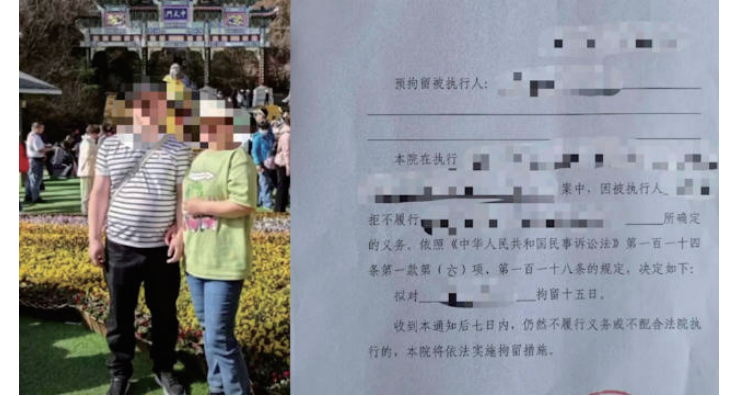 中天門
预拘留被执行人:
本院在执行
案中,因被执行人
拒不履行 所确定
的义务。依照《中华人民共和国民事诉讼法》第一百一十四
条第一款第(六)项、第一百一十八条的规定,决定如下:
拟对 拘留十五日。
收到本通知后七日内,仍然不履行义务或不配合法院执
行的,本院将依法实施拘留措施。